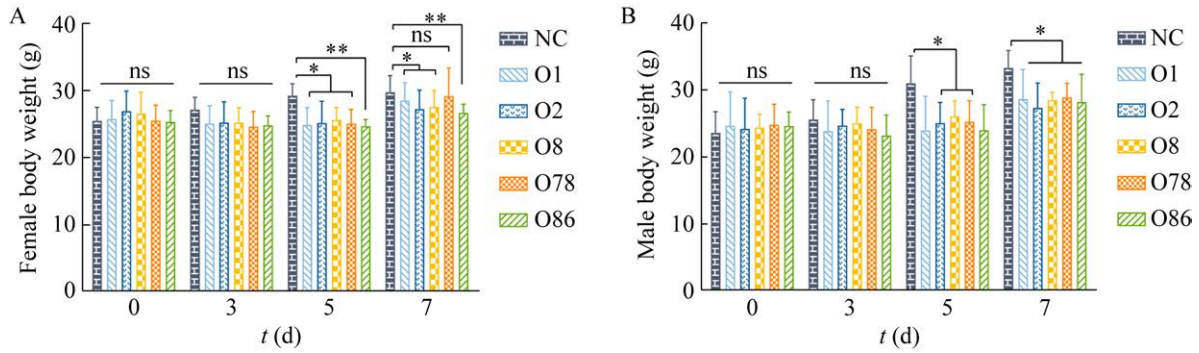 A
Female body weight (g)
40
30
20
10
0
ns
ns
*
**
*
ns
**
0
3
5
7
t (d)
NC
O1
O2
O8
O78
O86
B
Male body weight (g)
40
30
20
10
0
ns
ns
*
*
0
3
5
7
t (d)
NC
O1
O2
O8
O78
O86